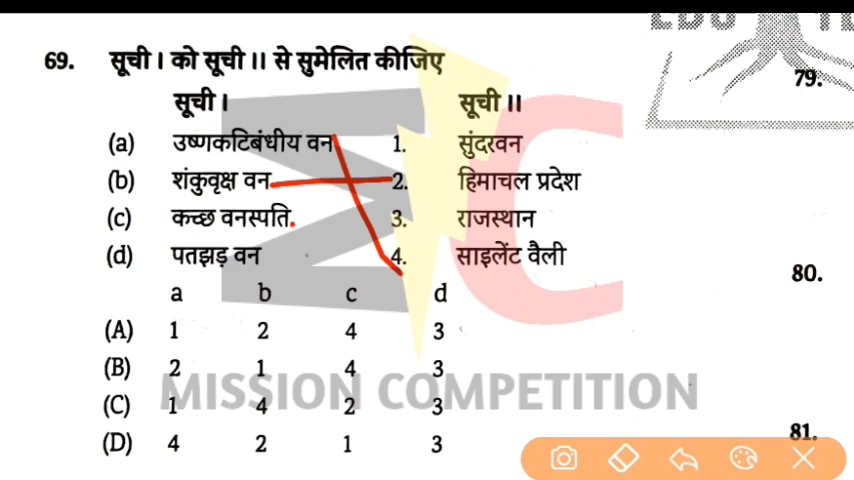 69. सूची I को सूची II से सुमेलित कीजिए
79.
सूची I सूची II
(a) उष्णकटिबंधीय वन 1. सुंदरवन
(b) शंकुवृक्ष वन 2. हिमाचल प्रदेश
(c) कच्छ वनस्पति 3. राजस्थान
(d) पतझड़ वन 4. साइलेंट वैली
80.
a b c d
(A) 1 2 4 3
(B) 2 1 4 3
MISSION COMPETITION
(C) 1 4 2 3
(D) 4 2 1 3
81.